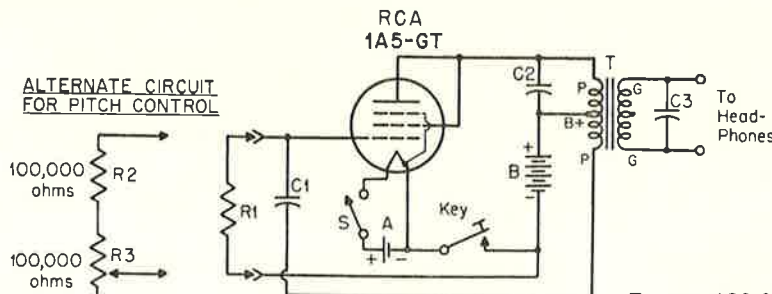 RCA
1A5-GT
ALTERNATE CIRCUIT
FOR PITCH CONTROL
C2
T
P
G
C3
To
Head-
Phones
B+
P
G
100,000
ohms
R2
R1
C1
+
B
-
S
A
+
-
Key
100,000
ohms
R3